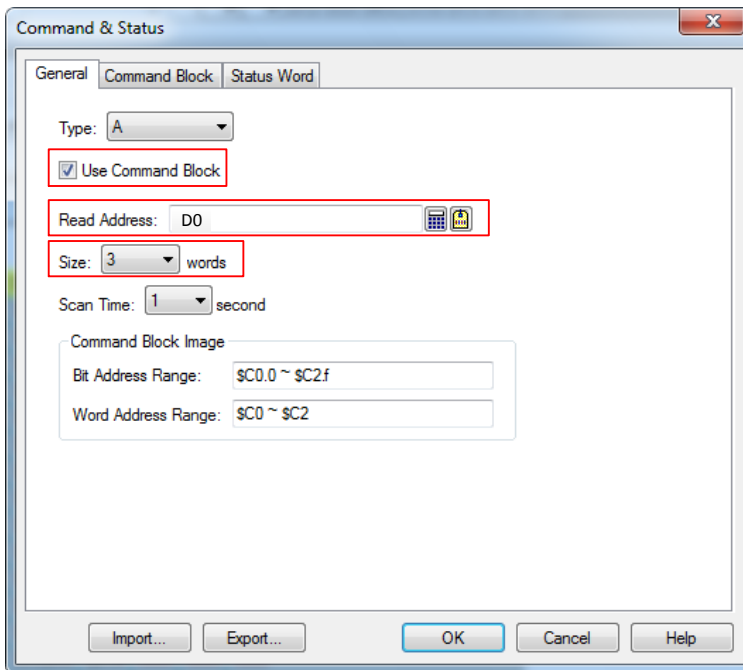 Command & Status
General Command Block Status Word
Type: A
Use Command Block
Read Address: D0
Size: 3 words
Scan Time: 1 second
Command Block Image
Bit Address Range: $C0.0 ~ $C2.f
Word Address Range: $C0 ~ $C2
Import... Export... OK Cancel Help